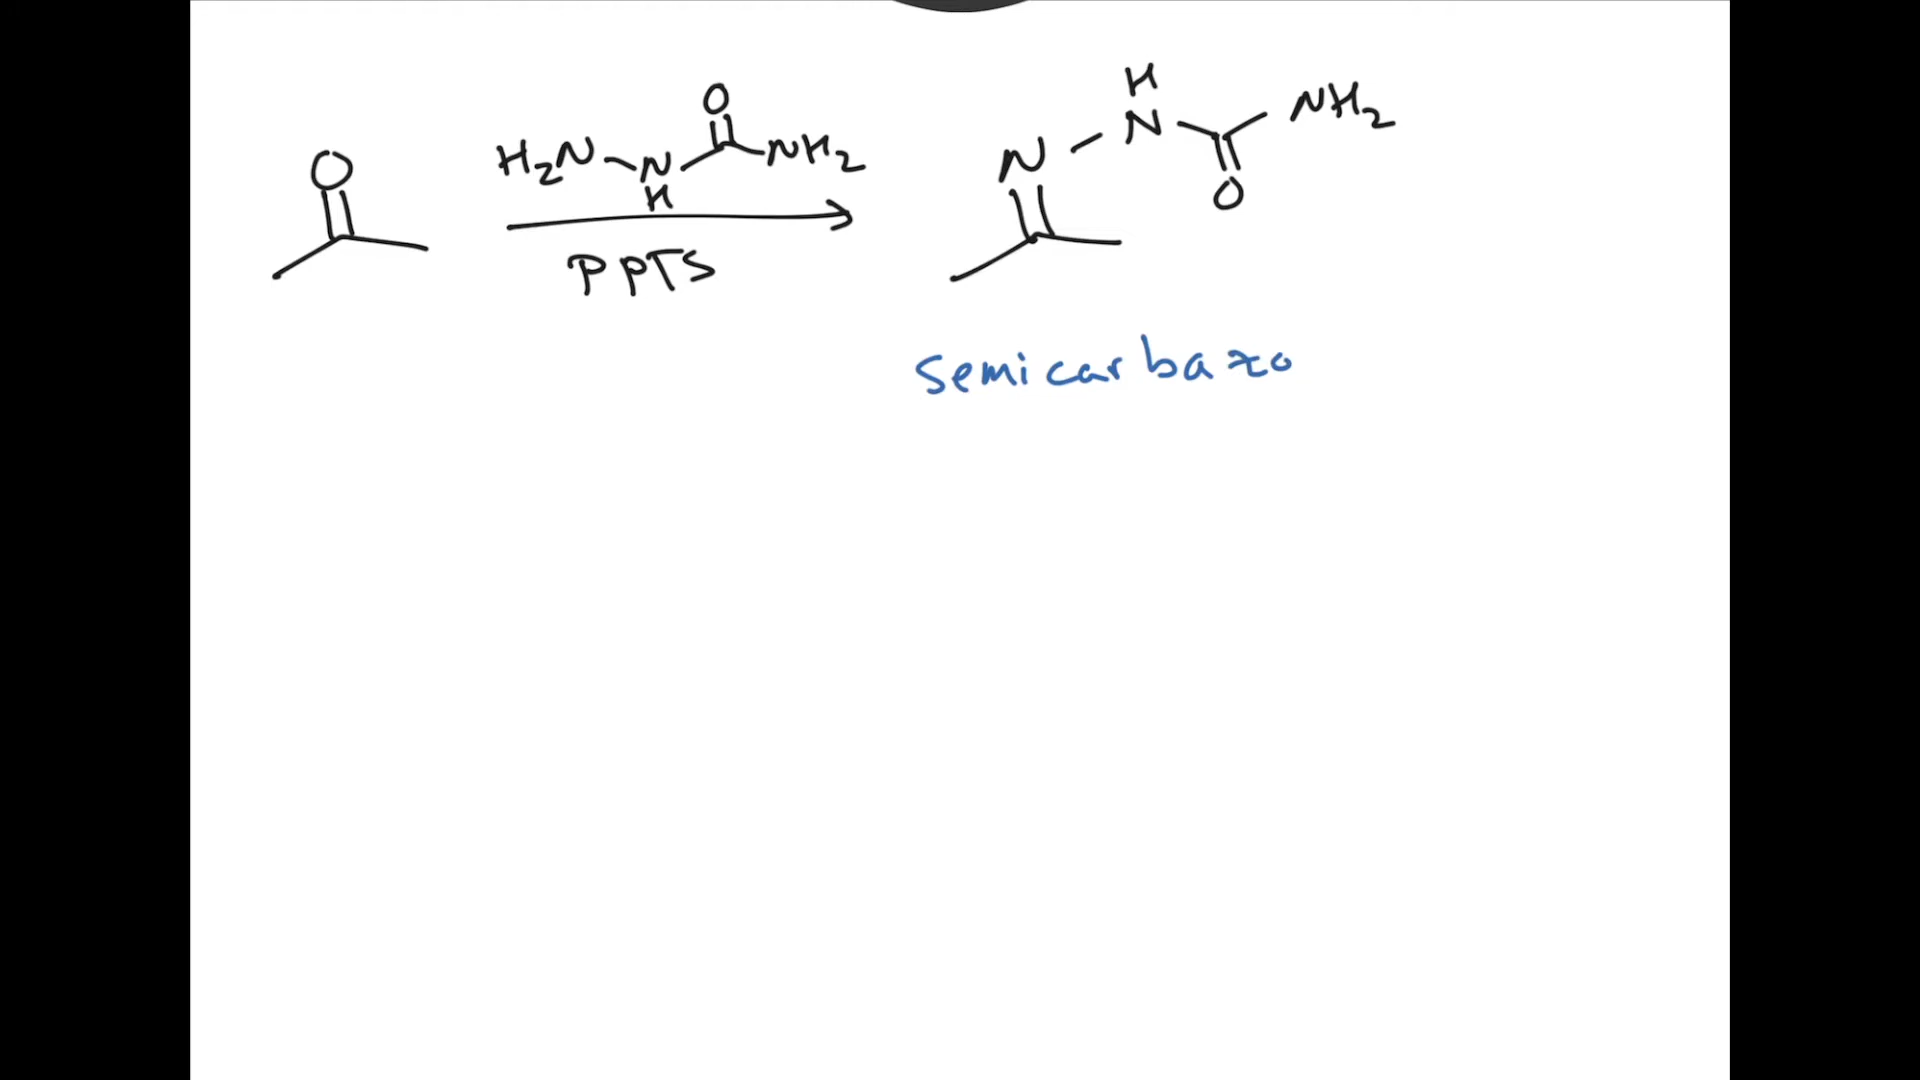 O
H₂N N H O NH₂
PPTS
N N H O NH₂
semicarbazo